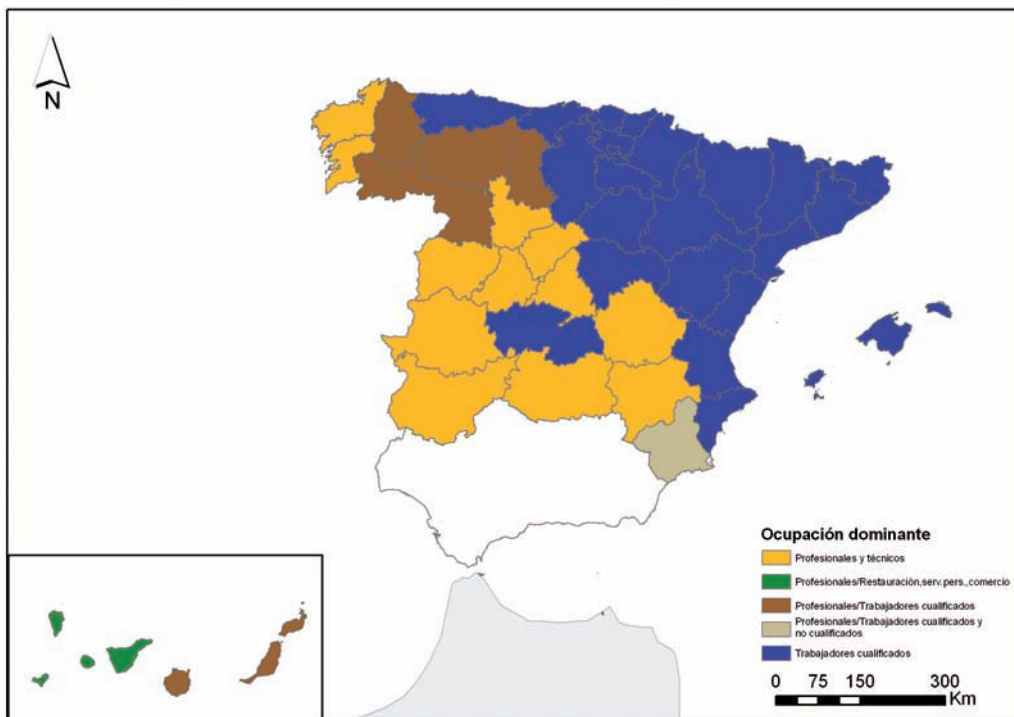 N
Ocupación dominante
Profesionales y técnicos
Profesionales/Restauración,serv.pers.,comercio
Profesionales/Trabajadores cualificados
Profesionales/Trabajadores cualificados y
no cualificados
Trabajadores cualificados
0 75 150 300
Km